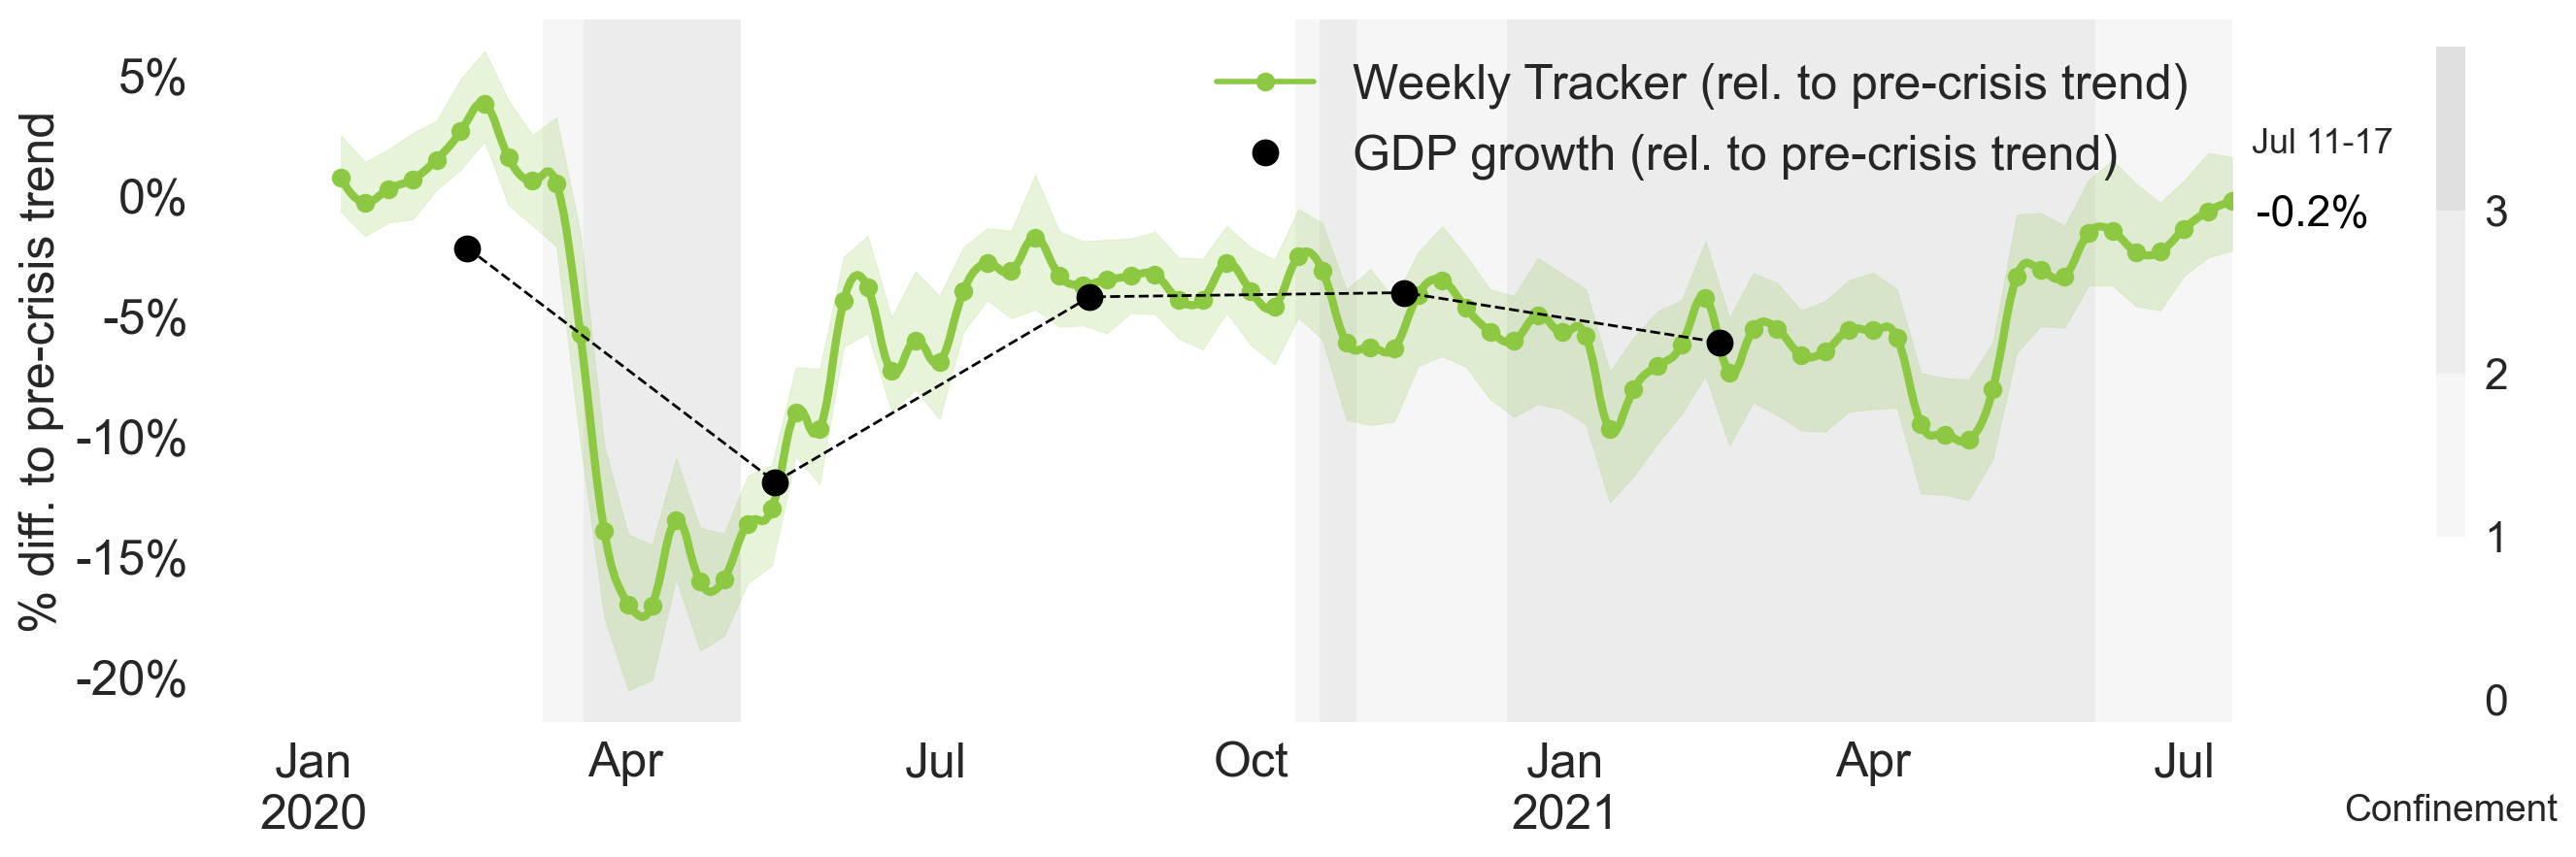 % diff. to pre-crisis trend
5%
0%
-5%
-10%
-15%
-20%
Weekly Tracker (rel. to pre-crisis trend)
GDP growth (rel. to pre-crisis trend)
Jul 11-17
-0.2%
3
2
1
0
Confinement
Jan
2020
Apr
Jul
Oct
Jan
2021
Apr
Jul